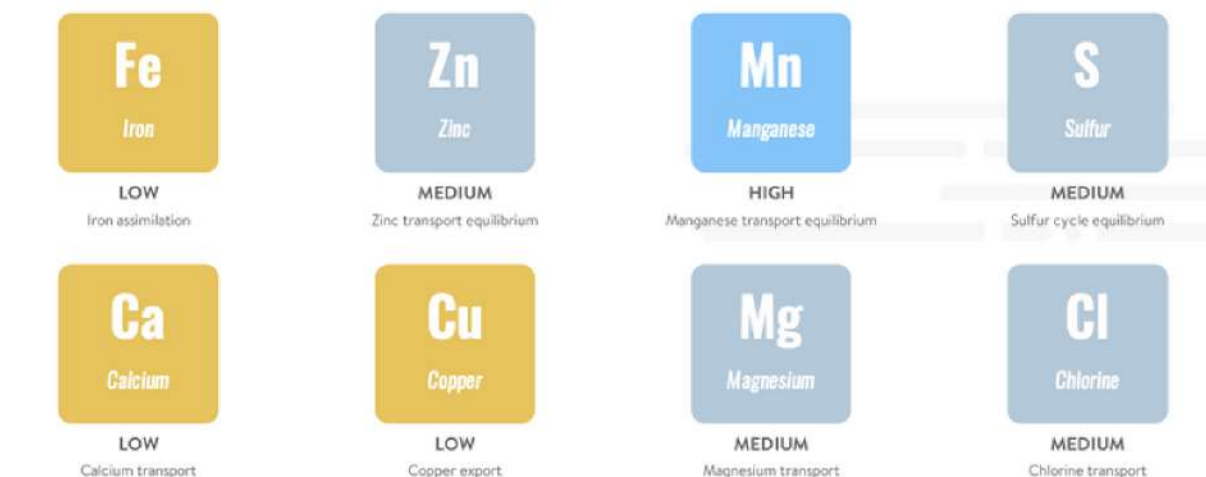 Fe Zn Mn S
Iron Zinc Manganese Sulfur
LOW MEDIUM HIGH MEDIUM
Iron assimilation Zinc transport equilibrium Manganese transport equilibrium Sulfur cycle equilibrium
Ca Cu Mg Cl
Calcium Copper Magnesium Chlorine
LOW LOW MEDIUM MEDIUM
Calcium transport Copper export Magnesium transport Chlorine transport